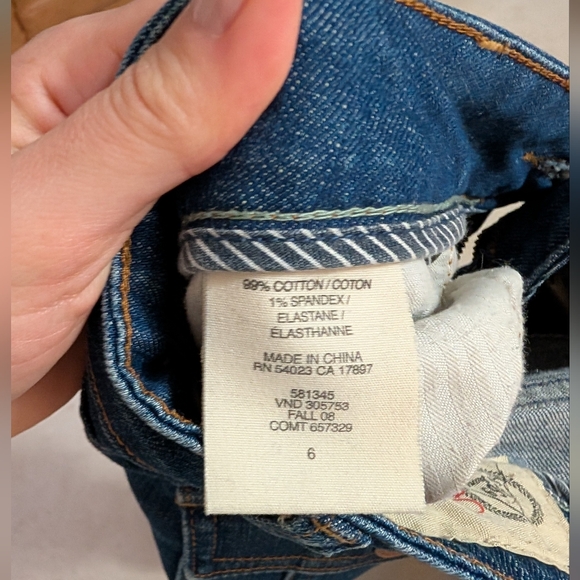 99% COTTON / COTON
1% SPANDEX /
ELASTANE /
ÉLASTHANNE
MADE IN CHINA
RN 54023 CA 17897
581345
VND 305753
FALL 08
COMT 657329
6